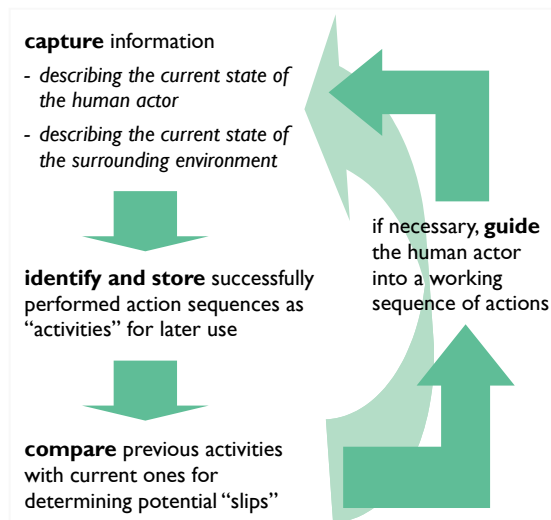 capture information
- describing the current state of
the human actor
- describing the current state of
the surrounding environment
identify and store successfully
performed action sequences as
“activities” for later use
compare previous activities
with current ones for
determining potential “slips”
if necessary, guide
the human actor
into a working
sequence of actions